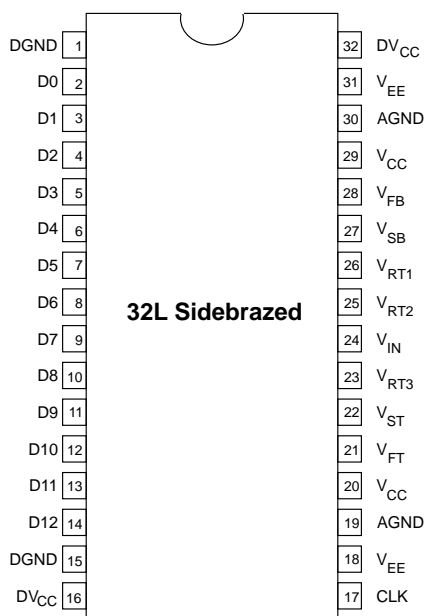 DGND 1 32 DVCC
D0 2 31 VEE
D1 3 30 AGND
D2 4 29 VCC
D3 5 28 VFB
D4 6 27 VSB
D5 7 26 VRT1
D6 8 25 VRT2
32L Sidebrazed
D7 9 24 VIN
D8 10 23 VRT3
D9 11 22 VST
D10 12 21 VFT
D11 13 20 VCC
D12 14 19 AGND
DGND 15 18 VEE
DVCC 16 17 CLK